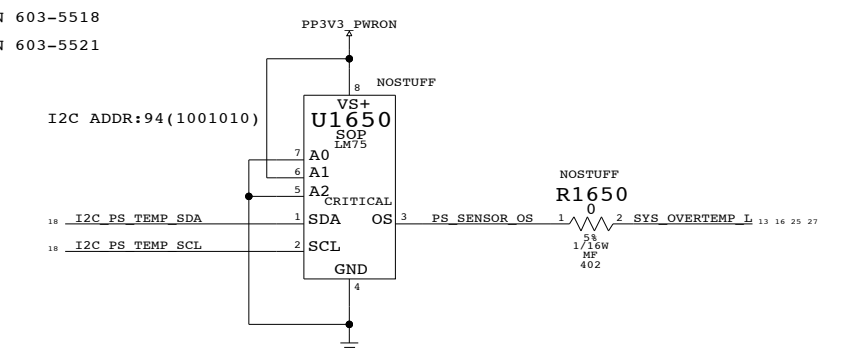 N 603-5518
N 603-5521
PP3V3_PWRON
8
NOSTUFF
VS+
I2C ADDR:94(1001010)
U1650
SOP
LM75
7 A0
6 A1
5 A2
CRITICAL
18 I2C_PS_TEMP_SDA 1 SDA
OS 3 PS_SENSOR_OS
18 I2C_PS_TEMP_SCL 2 SCL
GND
4
NOSTUFF
R1650
0
1 2 SYS_OVERTEMP_L 13 16 25 27
5%
1/16W
MF
402